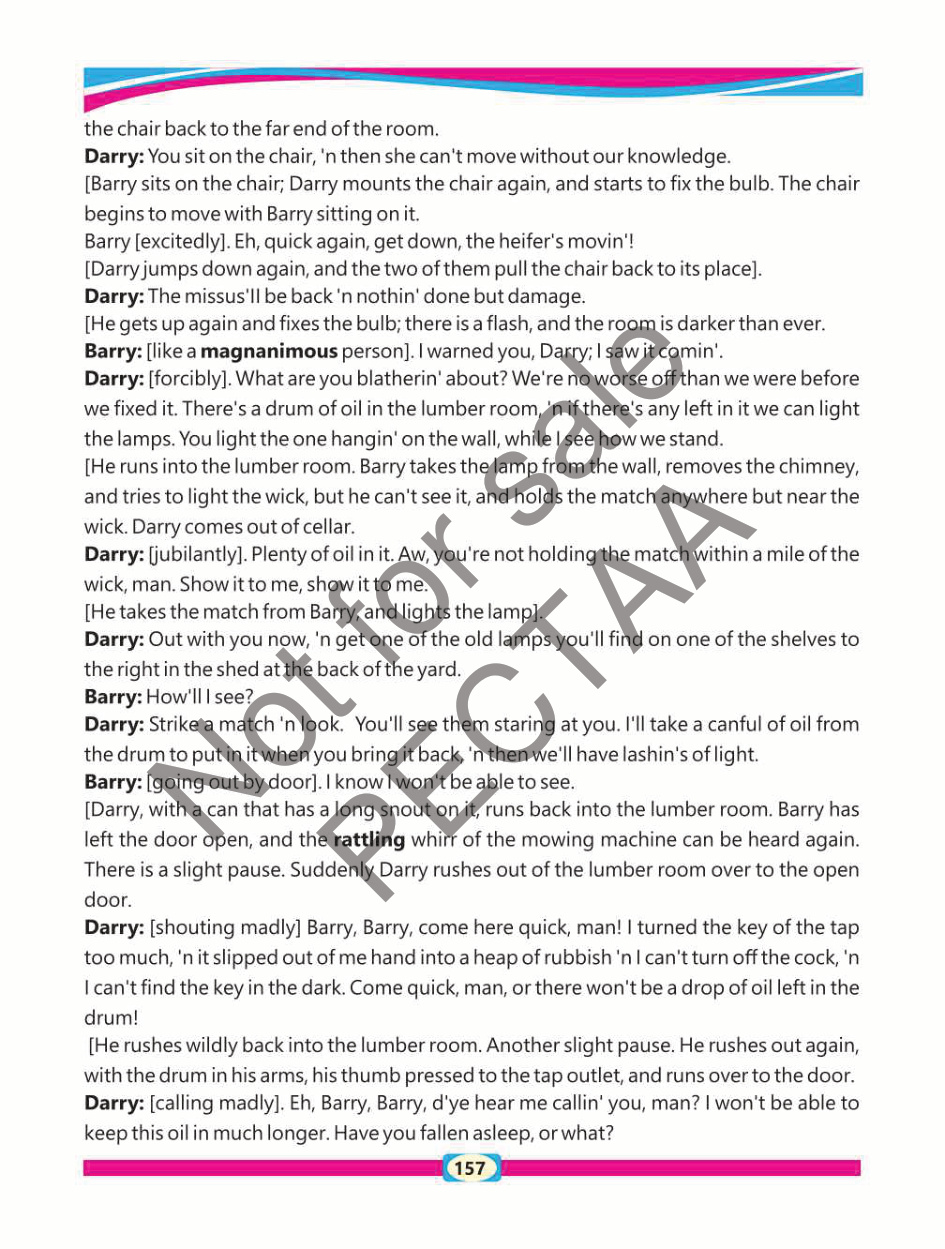 the chair back to the far end of the room.
Darry: You sit on the chair, 'n then she can't move without our knowledge.
[Barry sits on the chair; Darry mounts the chair again, and starts to fix the bulb. The chair
begins to move with Barry sitting on it.
Barry [excitedly]. Eh, quick again, get down, the heifer's movin'!
[Darry jumps down again, and the two of them pull the chair back to its place].
Darry: The missus'II be back 'n nothin' done but damage.
[He gets up again and fixes the bulb; there is a flash, and the room is darker than ever.
Barry: [like a magnanimous person]. I warned you, Darry; I saw it comin'.
Darry: [forcibly]. What are you blatherin' about? We're no worse off than we were before
we fixed it. There's a drum of oil in the lumber room, 'n if there's any left in it we can light
the lamps. You light the one hangin' on the wall, while I see how we stand.
[He runs into the lumber room. Barry takes the lamp from the wall, removes the chimney,
and tries to light the wick, but he can't see it, and holds the match anywhere but near the
wick. Darry comes out of cellar.
Darry: [jubilantly]. Plenty of oil in it. Aw, you're not holding the match within a mile of the
wick, man. Show it to me, show it to me.
[He takes the match from Barry, and lights the lamp].
Darry: Out with you now, 'n get one of the old lamps you'll find on one of the shelves to
the right in the shed at the back of the yard.
Barry: How'll I see?
Darry: Strike a match 'n look. You'll see them staring at you. I'll take a canful of oil from
the drum to put in it when you bring it back, 'n then we'll have lashin's of light.
Barry: [going out by door]. I know I won't be able to see.
[Darry, with a can that has a long snout on it, runs back into the lumber room. Barry has
left the door open, and the rattling whirr of the mowing machine can be heard again.
There is a slight pause. Suddenly Darry rushes out of the lumber room over to the open
door.
Darry: [shouting madly] Barry, Barry, come here quick, man! I turned the key of the tap
too much, 'n it slipped out of me hand into a heap of rubbish 'n I can't turn off the cock, 'n
I can't find the key in the dark. Come quick, man, or there won't be a drop of oil left in the
drum!
[He rushes wildly back into the lumber room. Another slight pause. He rushes out again,
with the drum in his arms, his thumb pressed to the tap outlet, and runs over to the door.
Darry: [calling madly]. Eh, Barry, Barry, d'ye hear me callin' you, man? I won't be able to
keep this oil in much longer. Have you fallen asleep, or what?
157
Not for sale
PECTAA